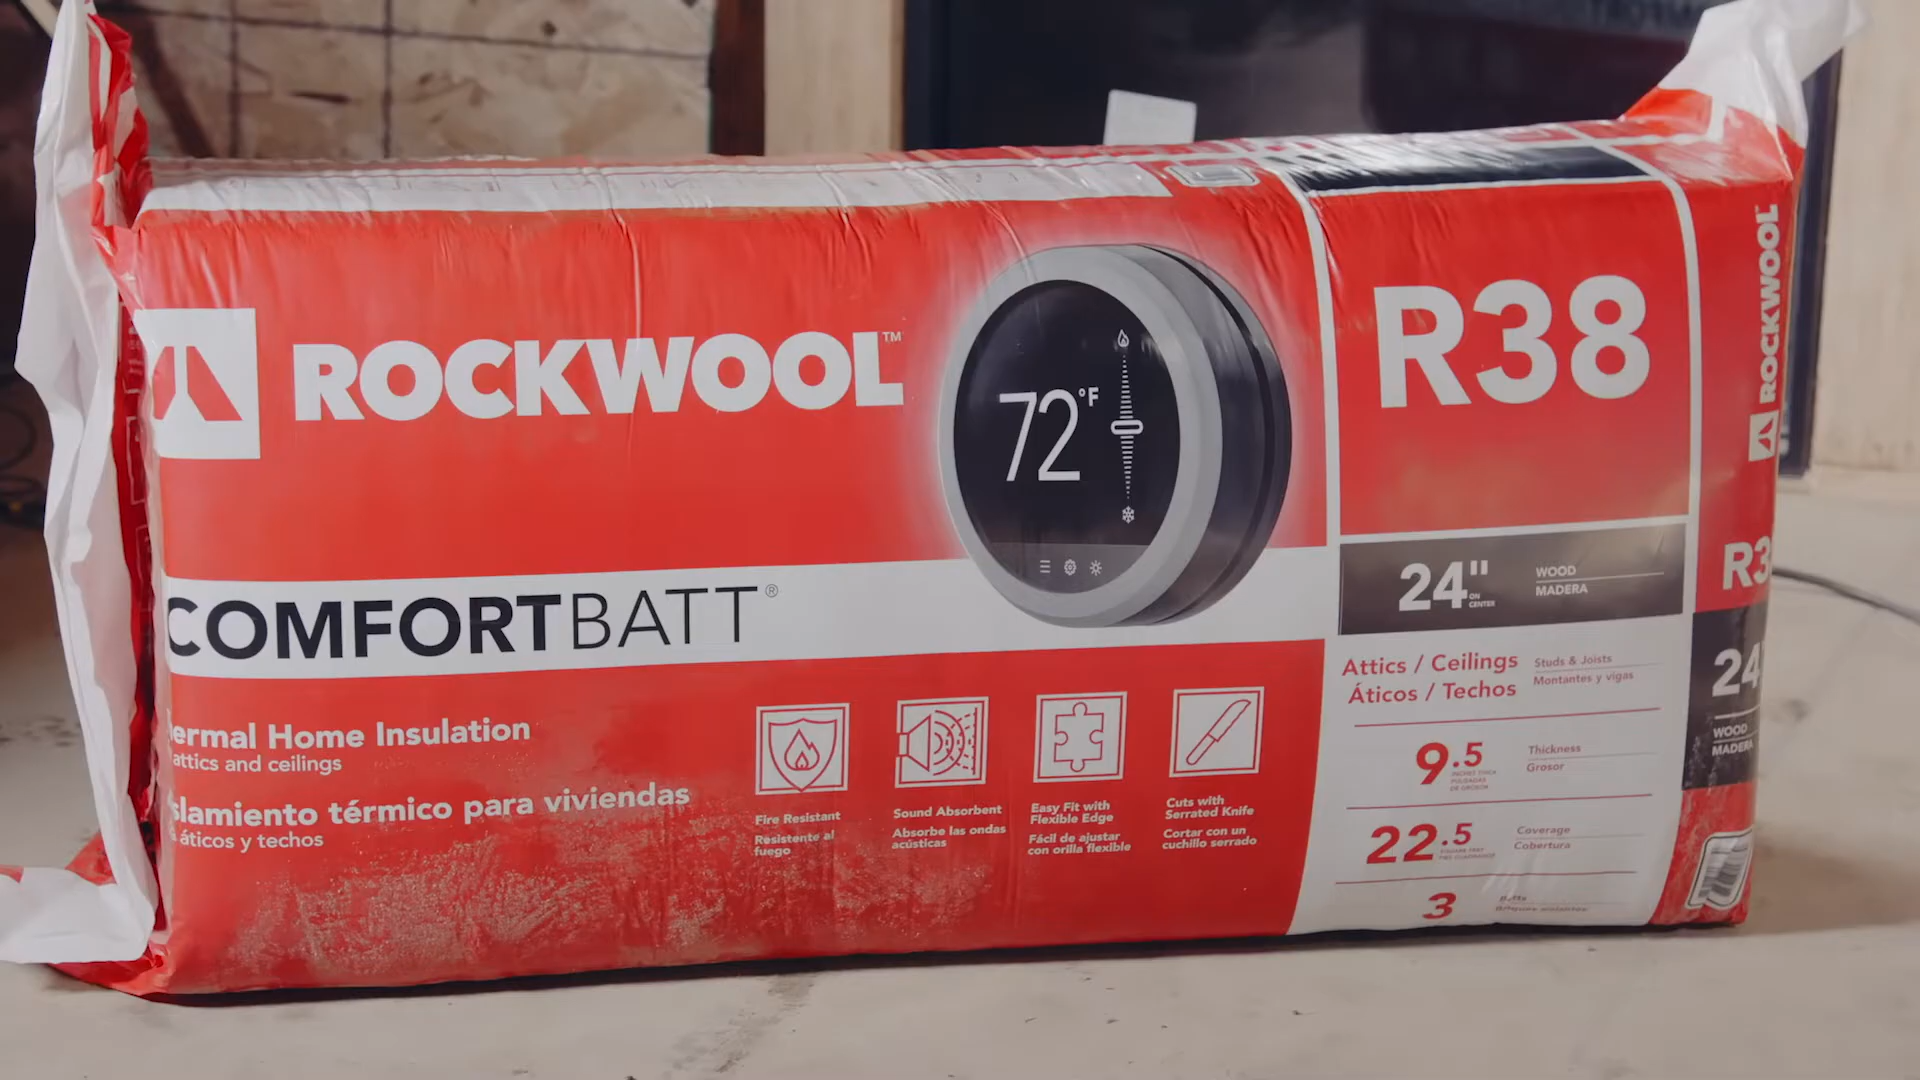 ROCKWOOL™
COMFORTBATT®
ermal Home Insulation
attics and ceilings
slamiento térmico para viviendas
áticos y techos
72°F
Fire Resistant
Resistente al
fuego
Sound Absorbent
Absorbe las ondas
acústicas
Easy Fit with
Flexible Edge
Fácil de ajustar
con orilla flexible
Cuts with
Serrated Knife
Cortar con un
cuchillo serrado
R38
24" ON CENTER
WOOD
MADERA
Attics / Ceilings
Áticos / Techos
Studs & Joists
Montantes y vigas
9.5
Thickness
Grosor
22.5
Coverage
Cobertura
3
ROCKWOOL
R3
24
WOOD
MADERA